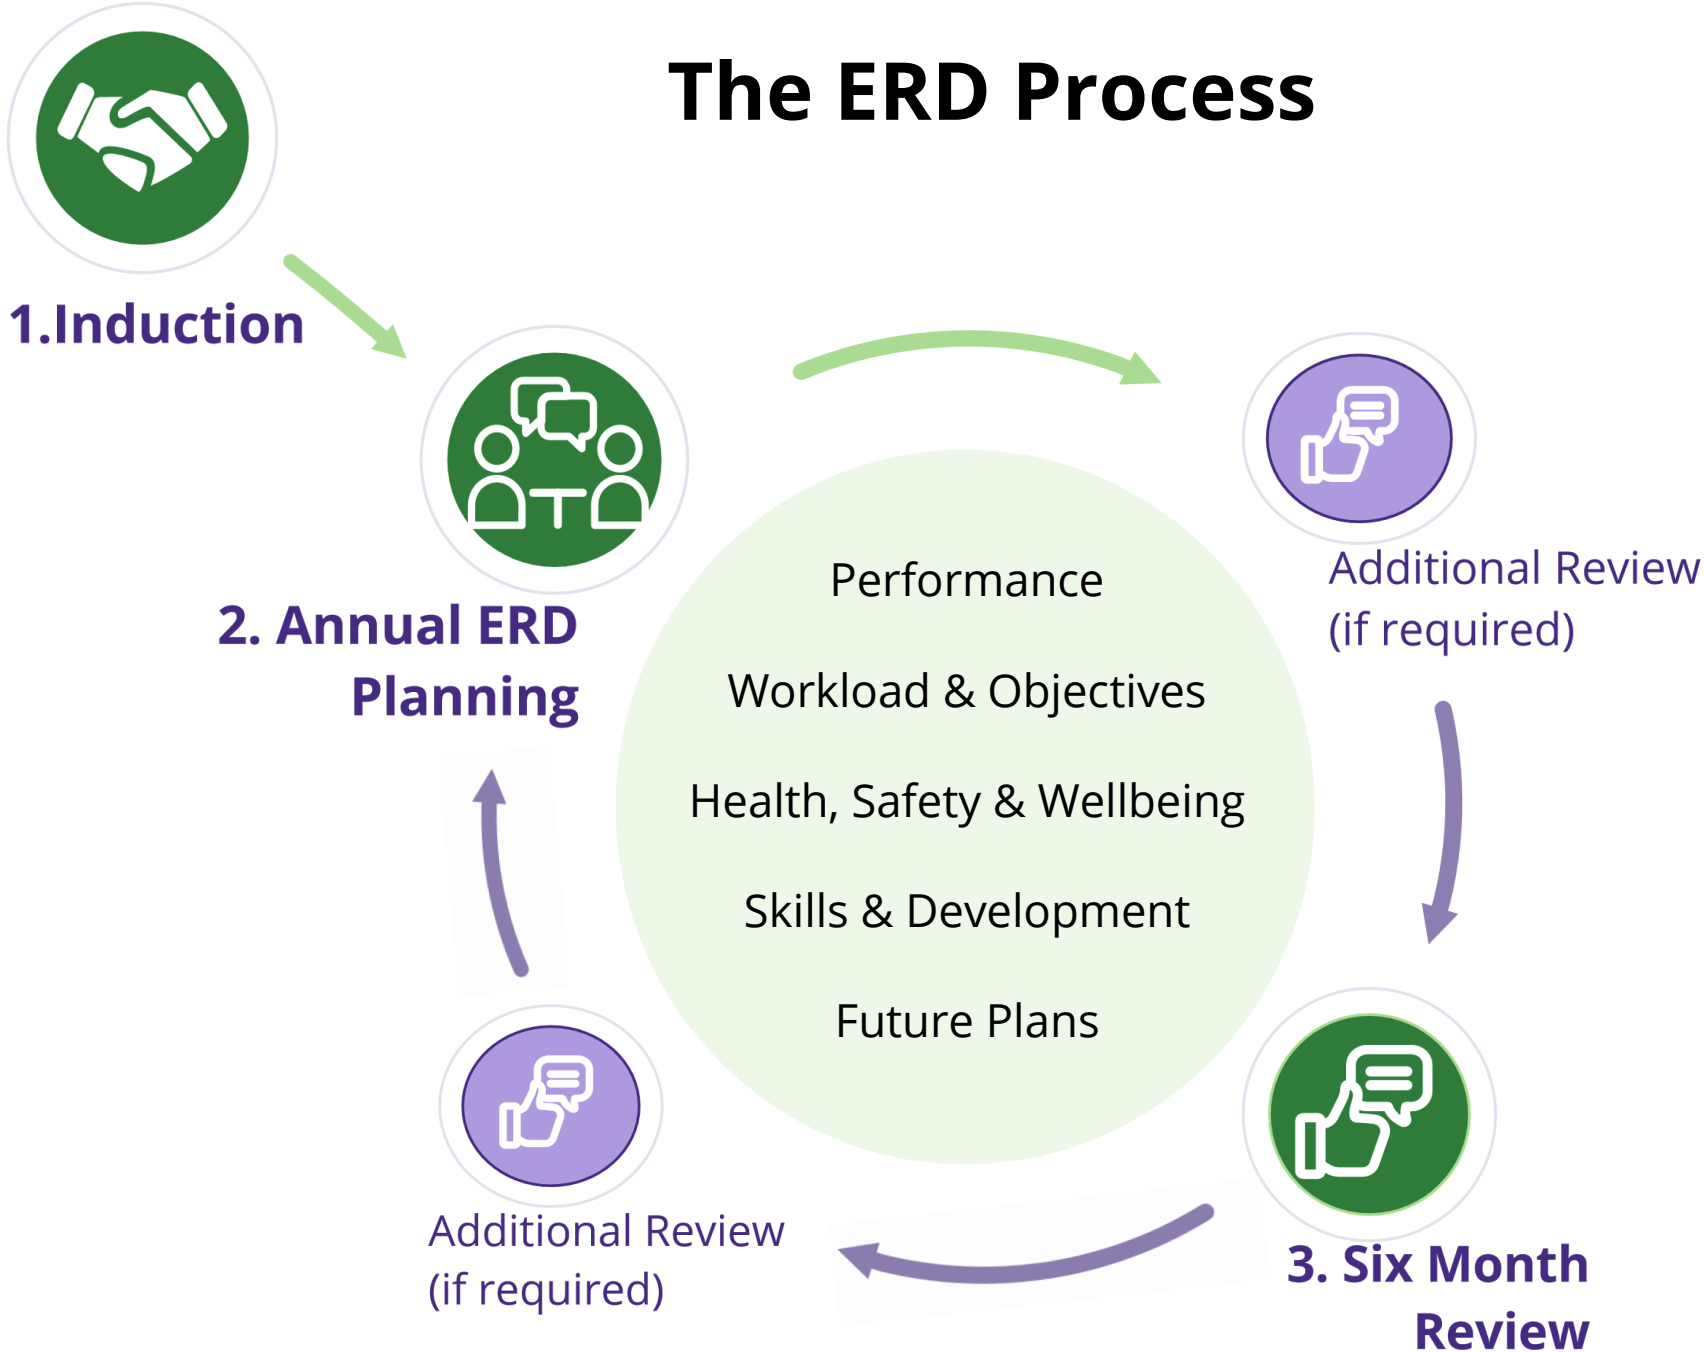 The ERD Process
1.Induction
2. Annual ERD
Planning
Additional Review
(if required)
Performance
Workload & Objectives
Health, Safety & Wellbeing
Skills & Development
Future Plans
3. Six Month
Review
Additional Review
(if required)